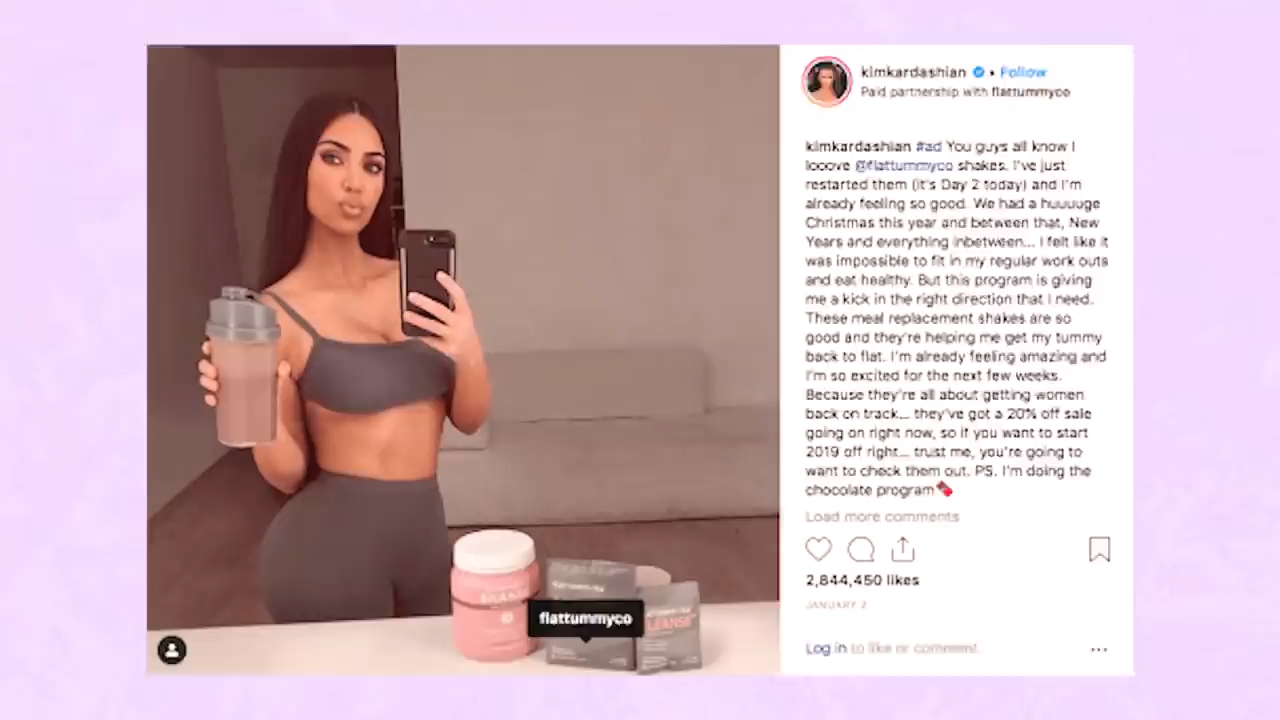 kimkardashian • Follow
Paid partnership with flattummyco
kimkardashian #ad You guys all know I
looove @flattummyco shakes. I've just
restarted them (it's Day 2 today) and I'm
already feeling so good. We had a huuuuge
Christmas this year and between that, New
Years and everything inbetween... I felt like it
was impossible to fit in my regular work outs
and eat healthy. But this program is giving
me a kick in the right direction that I need.
These meal replacement shakes are so
good and they're helping me get my tummy
back to flat. I'm already feeling amazing and
I'm so excited for the next few weeks.
Because they're all about getting women
back on track... they've got a 20% off sale
going on right now, so if you want to start
2019 off right... trust me, you're going to
want to check them out. PS. I'm doing the
chocolate program
Load more comments
2,844,450 likes
JANUARY 2
Log in to like or comment.
flattummyco